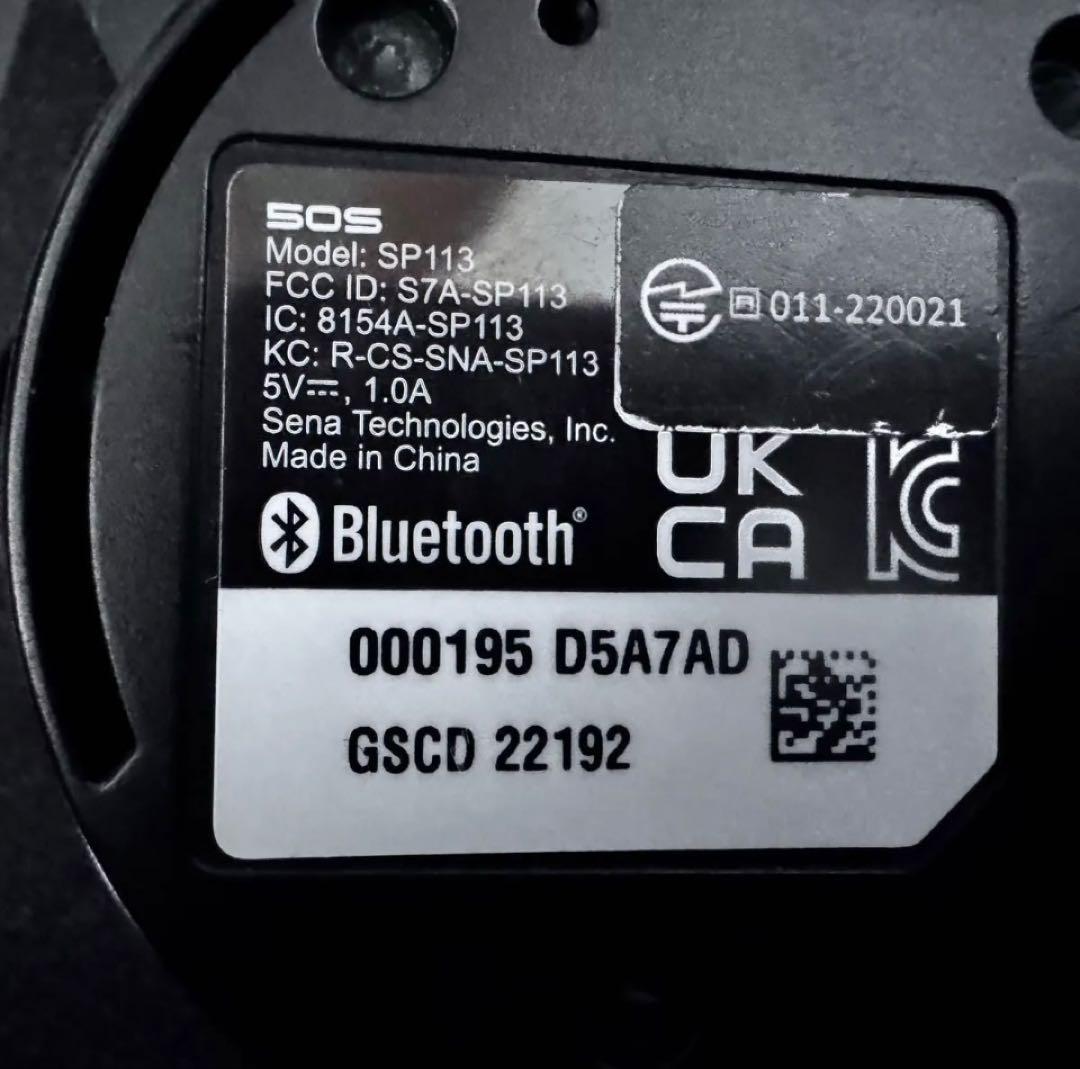 50S
Model: SP113
FCC ID: S7A-SP113
IC: 8154A-SP113
KC: R-CS-SNA-SP113
5V⎓, 1.0A
Sena Technologies, Inc.
Made in China
Bluetooth®
R 011-220021
UK
CA
KC
000195 D5A7AD
GSCD 22192